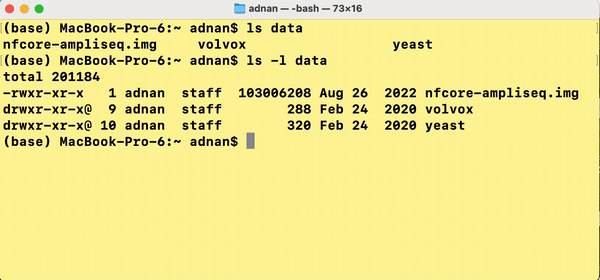 adnan — -bash — 73×16
(base) MacBook-Pro-6:~ adnan$ ls data
nfcore-ampliseq.img     volvox                  yeast
(base) MacBook-Pro-6:~ adnan$ ls -l data
total 201184
-rwxr-xr-x   1 adnan  staff  103006208 Aug 26  2022 nfcore-ampliseq.img
drwxr-xr-x@  9 adnan  staff        288 Feb 24  2020 volvox
drwxr-xr-x@ 10 adnan  staff        320 Feb 24  2020 yeast
(base) MacBook-Pro-6:~ adnan$